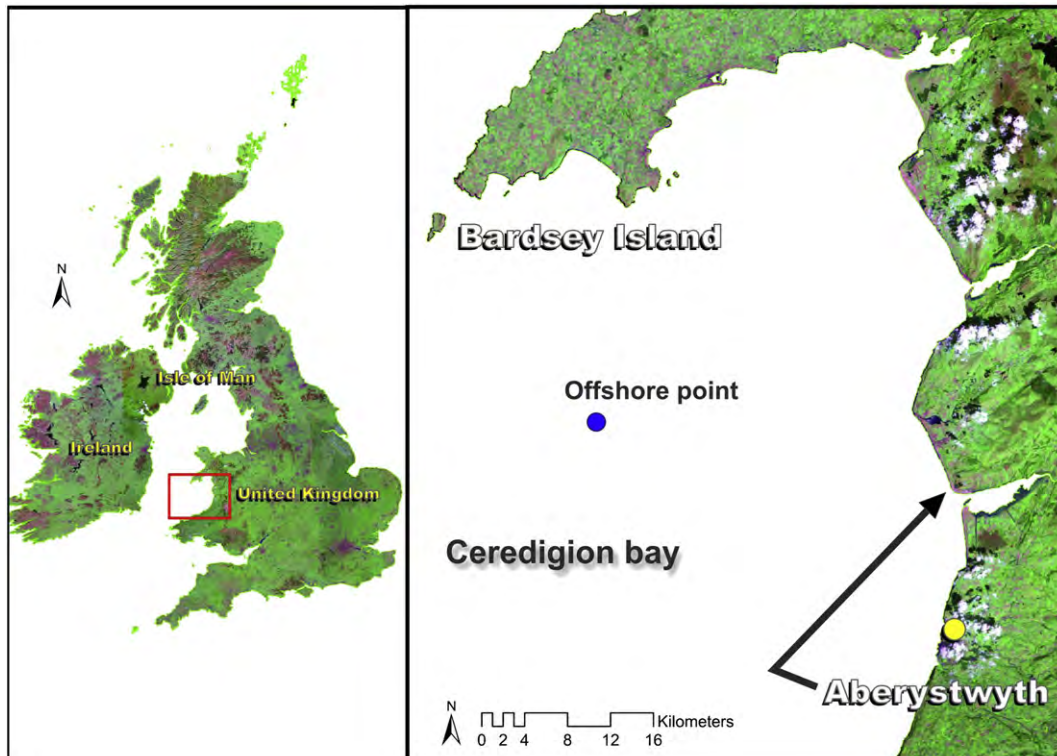 N
Isle of Man
Ireland
United Kingdom
Bardsey Island
Offshore point
Ceredigion bay
Aberystwyth
N
Kilometers
0 2 4 8 12 16